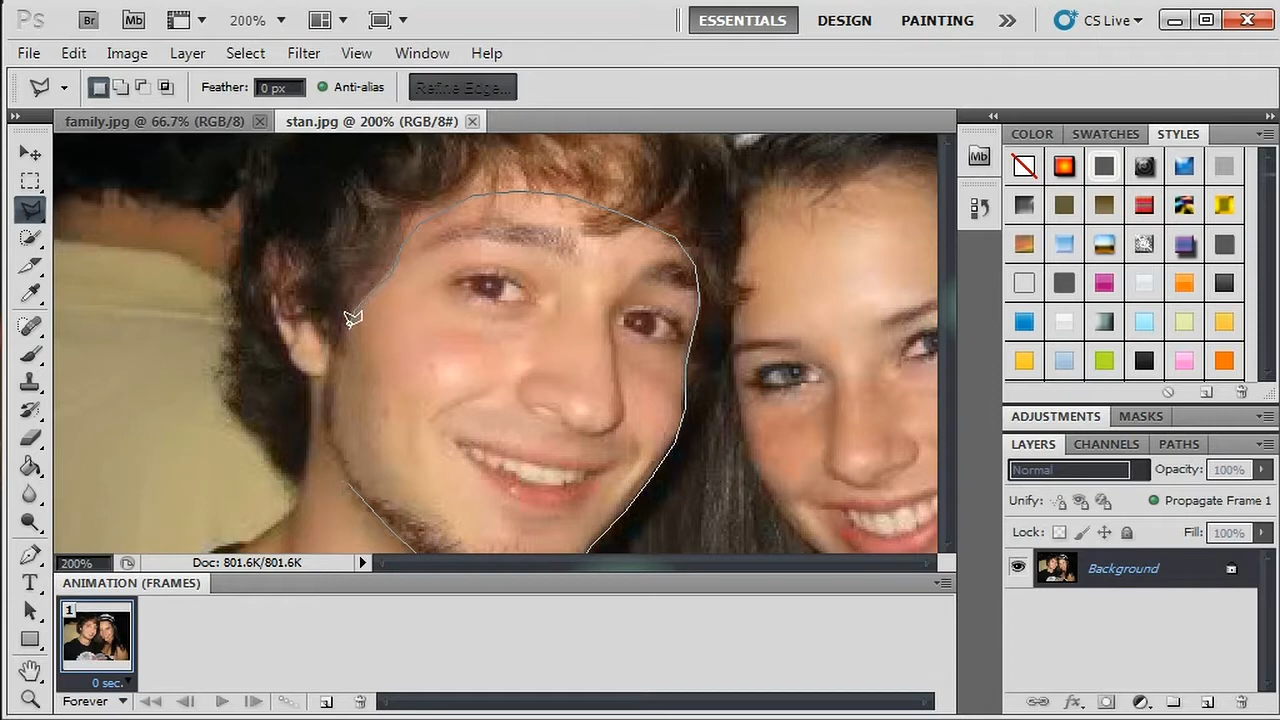 Ps Br Mb 200% ESSENTIALS DESIGN PAINTING CS Live
File Edit Image Layer Select Filter View Window Help
Feather: 0 px Anti-alias Refine Edge...
family.jpg @ 66.7% (RGB/8) stan.jpg @ 200% (RGB/8#)
COLOR SWATCHES STYLES
Mb
ADJUSTMENTS MASKS
LAYERS CHANNELS PATHS
Normal Opacity: 100%
Unify: Propagate Frame 1
Lock: Fill: 100%
Background
200% Doc: 801.6K/801.6K
ANIMATION (FRAMES)
1
0 sec.
Forever